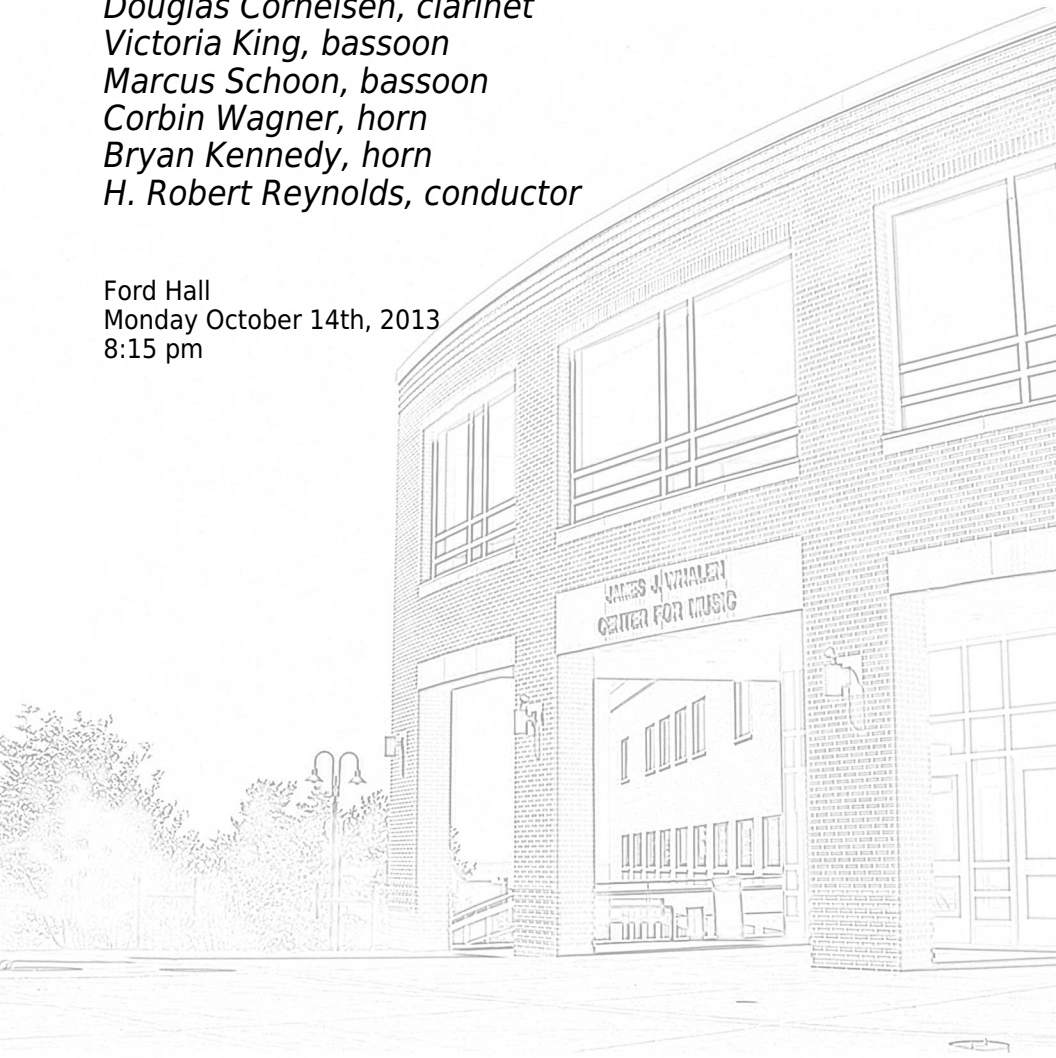 Douglas Cornelsen, clarinet
Victoria King, bassoon
Marcus Schoon, bassoon
Corbin Wagner, horn
Bryan Kennedy, horn
H. Robert Reynolds, conductor
Ford Hall
Monday October 14th, 2013
8:15 pm
JAMES J. WHALEN
CENTER FOR MUSIC